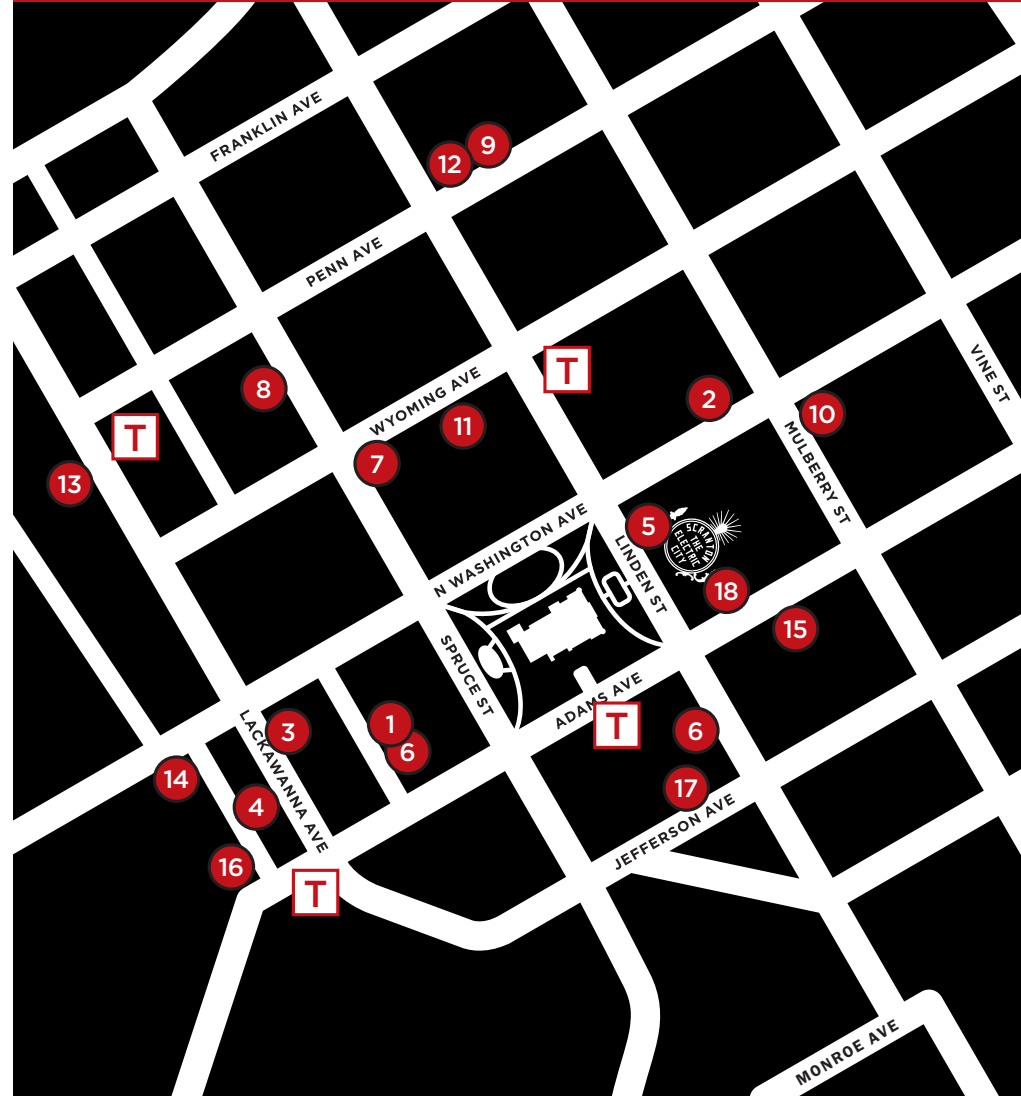 FRANKLIN AVE
9
12
PENN AVE
T
8
WYOMING AVE
2
VINE ST
10
11
T
7
MULBERRY ST
13
N WASHINGTON AVE
5
SCRANTON
THE
ELECTRIC
CITY
LINDEN ST
18
15
SPRUCE ST
ADAMS AVE
T
LACKAWANNA AVE
3
1
6
6
14
4
17
JEFFERSON AVE
16
T
MONROE AVE